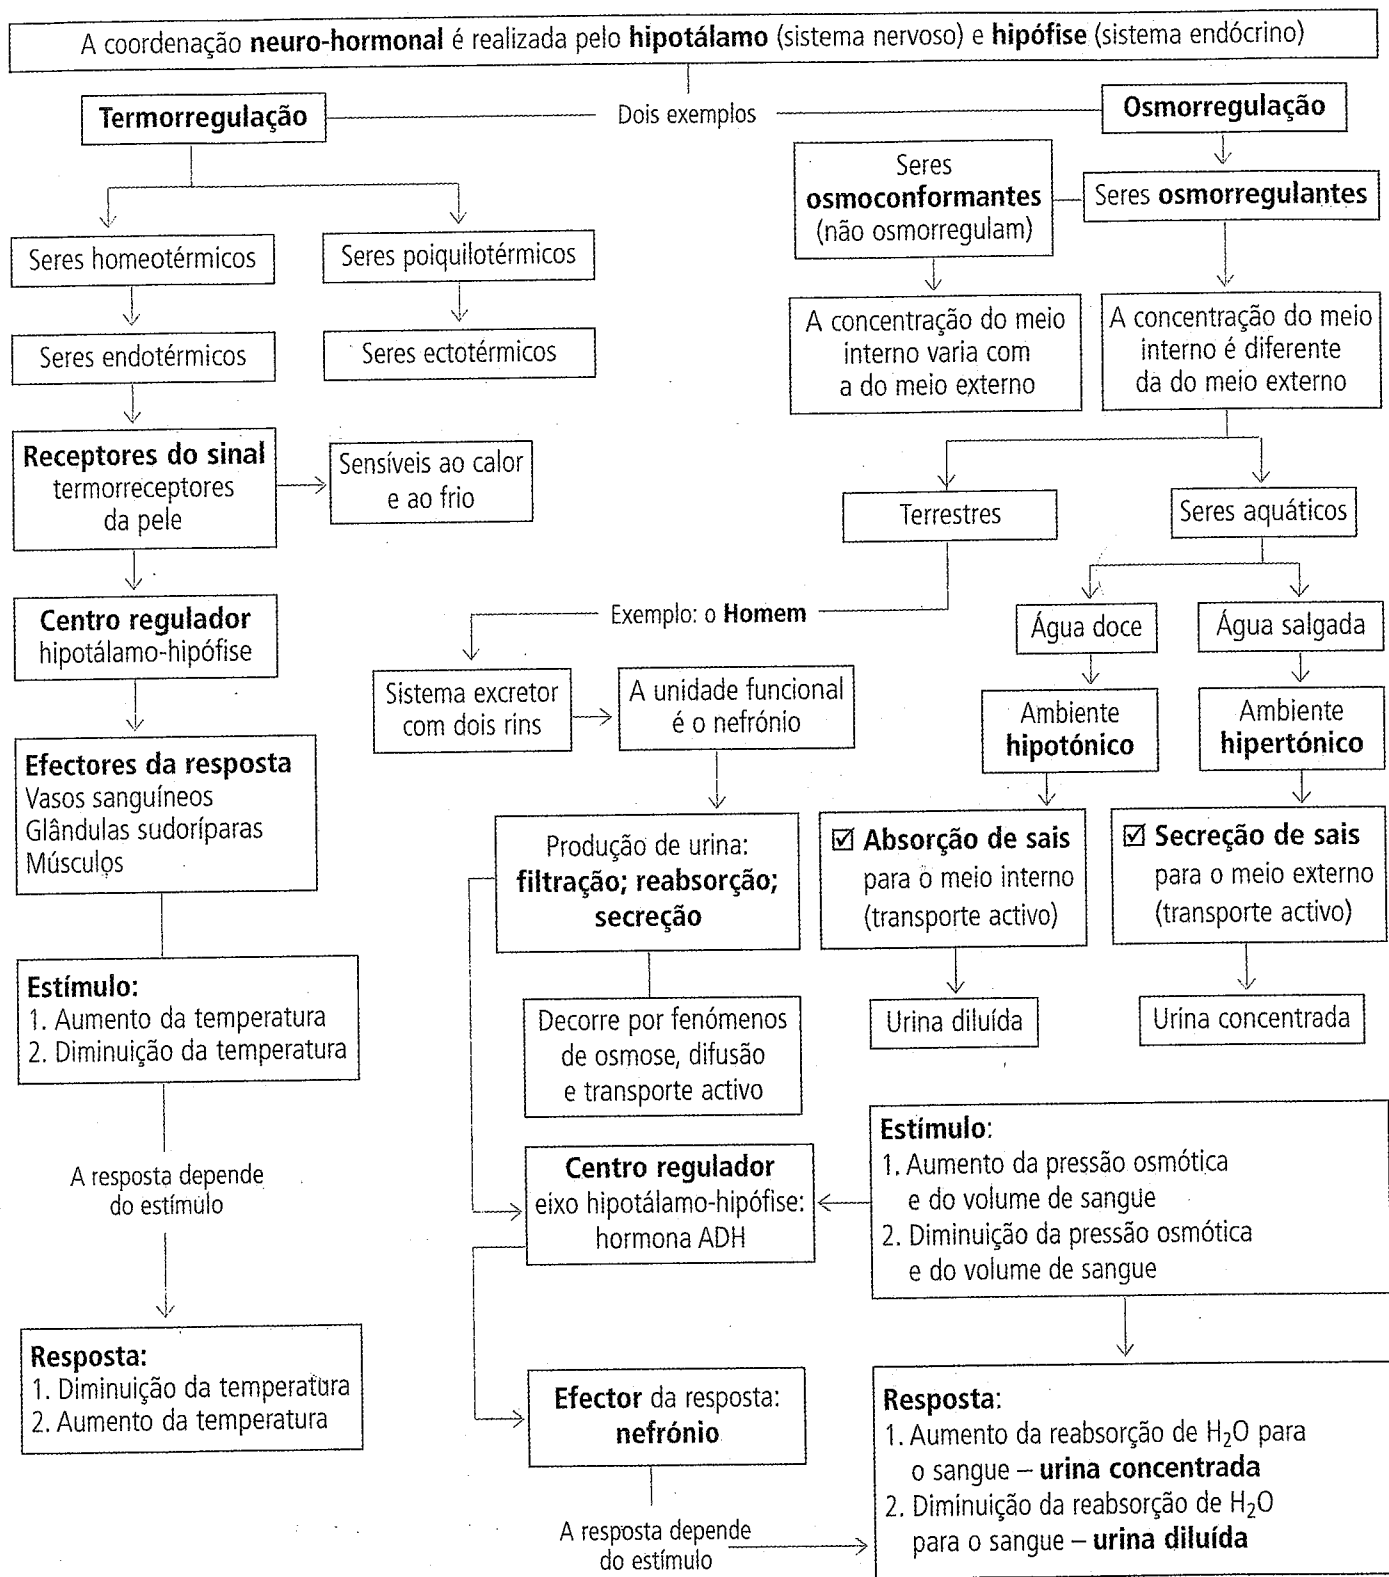 A coordenação neuro-hormonal é realizada pelo hipotálamo (sistema nervoso) e hipófise (sistema endócrino)
Termorregulação
Dois exemplos
Osmorregulação
Seres homeotérmicos
Seres poiquilotérmicos
Seres endotérmicos
Seres ectotérmicos
Receptores do sinal
termorreceptores
da pele
Sensíveis ao calor
e ao frio
Centro regulador
hipotálamo-hipófise
Efectores da resposta
Vasos sanguíneos
Glândulas sudoríparas
Músculos
Estímulo:
1. Aumento da temperatura
2. Diminuição da temperatura
A resposta depende
do estímulo
Resposta:
1. Diminuição da temperatura
2. Aumento da temperatura
Seres
osmoconformantes
(não osmorregulam)
Seres osmorregulantes
A concentração do meio
interno varia com
a do meio externo
A concentração do meio
interno é diferente
da do meio externo
Terrestres
Seres aquáticos
Exemplo: o Homem
Água doce
Água salgada
Sistema excretor
com dois rins
A unidade funcional
é o nefrónio
Ambiente
hipotónico
Ambiente
hipertónico
Produção de urina:
filtração; reabsorção;
secreção
☑ Absorção de sais
para o meio interno
(transporte activo)
☑ Secreção de sais
para o meio externo
(transporte activo)
Decorre por fenómenos
de osmose, difusão
e transporte activo
Urina diluída
Urina concentrada
Centro regulador
eixo hipotálamo-hipófise:
hormona ADH
Estímulo:
1. Aumento da pressão osmótica
e do volume de sangue
2. Diminuição da pressão osmótica
e do volume de sangue
Efector da resposta:
nefrónio
A resposta depende
do estímulo
Resposta:
1. Aumento da reabsorção de H₂O para
o sangue – urina concentrada
2. Diminuição da reabsorção de H₂O
para o sangue – urina diluída